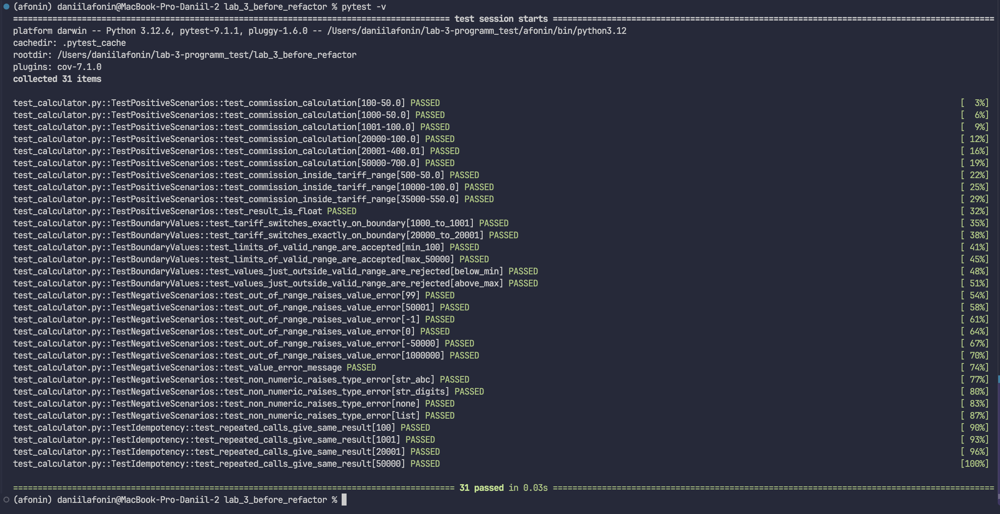 (afonin) daniilafonin@MacBook-Pro-Daniil-2 lab_3_before_refactor % pytest -v
========================================================================================= test session starts ==========================================================================================
platform darwin -- Python 3.12.6, pytest-9.1.1, pluggy-1.6.0 -- /Users/daniilafonin/lab-3-programm_test/afonin/bin/python3.12
cachedir: .pytest_cache
rootdir: /Users/daniilafonin/lab-3-programm_test/lab_3_before_refactor
plugins: cov-7.1.0
collected 31 items
test_calculator.py::TestPositiveScenarios::test_commission_calculation[100-50.0] PASSED [  3%]
test_calculator.py::TestPositiveScenarios::test_commission_calculation[1000-50.0] PASSED [  6%]
test_calculator.py::TestPositiveScenarios::test_commission_calculation[1001-100.0] PASSED [  9%]
test_calculator.py::TestPositiveScenarios::test_commission_calculation[20000-100.0] PASSED [ 12%]
test_calculator.py::TestPositiveScenarios::test_commission_calculation[20001-400.01] PASSED [ 16%]
test_calculator.py::TestPositiveScenarios::test_commission_calculation[50000-700.0] PASSED [ 19%]
test_calculator.py::TestPositiveScenarios::test_commission_inside_tariff_range[500-50.0] PASSED [ 22%]
test_calculator.py::TestPositiveScenarios::test_commission_inside_tariff_range[10000-100.0] PASSED [ 25%]
test_calculator.py::TestPositiveScenarios::test_commission_inside_tariff_range[35000-550.0] PASSED [ 29%]
test_calculator.py::TestPositiveScenarios::test_result_is_float PASSED [ 32%]
test_calculator.py::TestBoundaryValues::test_tariff_switches_exactly_on_boundary[1000_to_1001] PASSED [ 35%]
test_calculator.py::TestBoundaryValues::test_tariff_switches_exactly_on_boundary[20000_to_20001] PASSED [ 38%]
test_calculator.py::TestBoundaryValues::test_limits_of_valid_range_are_accepted[min_100] PASSED [ 41%]
test_calculator.py::TestBoundaryValues::test_limits_of_valid_range_are_accepted[max_50000] PASSED [ 45%]
test_calculator.py::TestBoundaryValues::test_values_just_outside_valid_range_are_rejected[below_min] PASSED [ 48%]
test_calculator.py::TestBoundaryValues::test_values_just_outside_valid_range_are_rejected[above_max] PASSED [ 51%]
test_calculator.py::TestNegativeScenarios::test_out_of_range_raises_value_error[99] PASSED [ 54%]
test_calculator.py::TestNegativeScenarios::test_out_of_range_raises_value_error[50001] PASSED [ 58%]
test_calculator.py::TestNegativeScenarios::test_out_of_range_raises_value_error[-1] PASSED [ 61%]
test_calculator.py::TestNegativeScenarios::test_out_of_range_raises_value_error[0] PASSED [ 64%]
test_calculator.py::TestNegativeScenarios::test_out_of_range_raises_value_error[-50000] PASSED [ 67%]
test_calculator.py::TestNegativeScenarios::test_out_of_range_raises_value_error[1000000] PASSED [ 70%]
test_calculator.py::TestNegativeScenarios::test_value_error_message PASSED [ 74%]
test_calculator.py::TestNegativeScenarios::test_non_numeric_raises_type_error[str_abc] PASSED [ 77%]
test_calculator.py::TestNegativeScenarios::test_non_numeric_raises_type_error[str_digits] PASSED [ 80%]
test_calculator.py::TestNegativeScenarios::test_non_numeric_raises_type_error[none] PASSED [ 83%]
test_calculator.py::TestNegativeScenarios::test_non_numeric_raises_type_error[list] PASSED [ 87%]
test_calculator.py::TestIdempotency::test_repeated_calls_give_same_result[100] PASSED [ 90%]
test_calculator.py::TestIdempotency::test_repeated_calls_give_same_result[1001] PASSED [ 93%]
test_calculator.py::TestIdempotency::test_repeated_calls_give_same_result[20001] PASSED [ 96%]
test_calculator.py::TestIdempotency::test_repeated_calls_give_same_result[50000] PASSED [100%]
========================================================================================== 31 passed in 0.03s ==========================================================================================
(afonin) daniilafonin@MacBook-Pro-Daniil-2 lab_3_before_refactor %